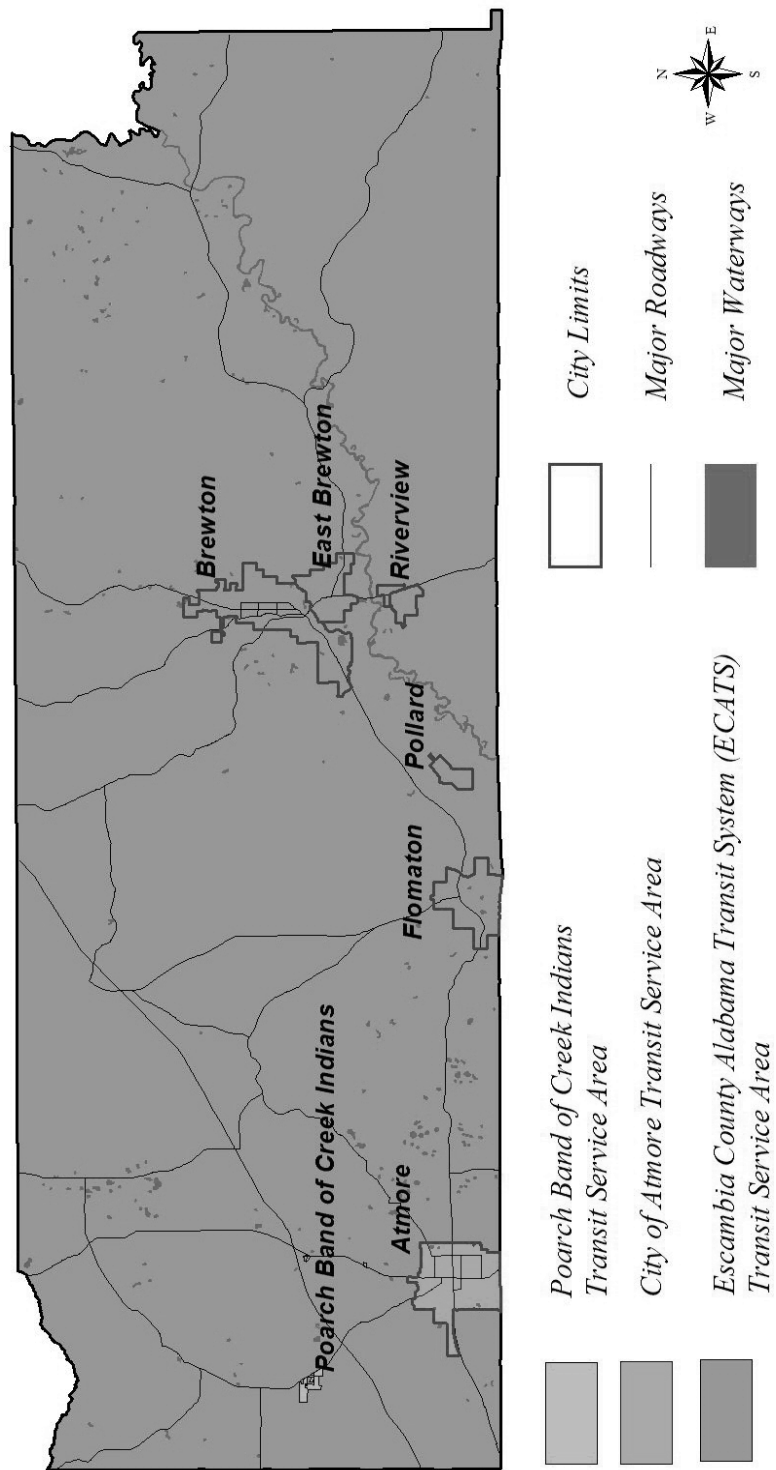 Brewton
East Brewton
Riverview
Pollard
Flomaton
Poarch Band of Creek Indians
Atmore
Poarch Band of Creek Indians
Transit Service Area
City of Atmore Transit Service Area
Escambia County Alabama Transit System (ECATS)
Transit Service Area
City Limits
Major Roadways
Major Waterways
N
W
E
S